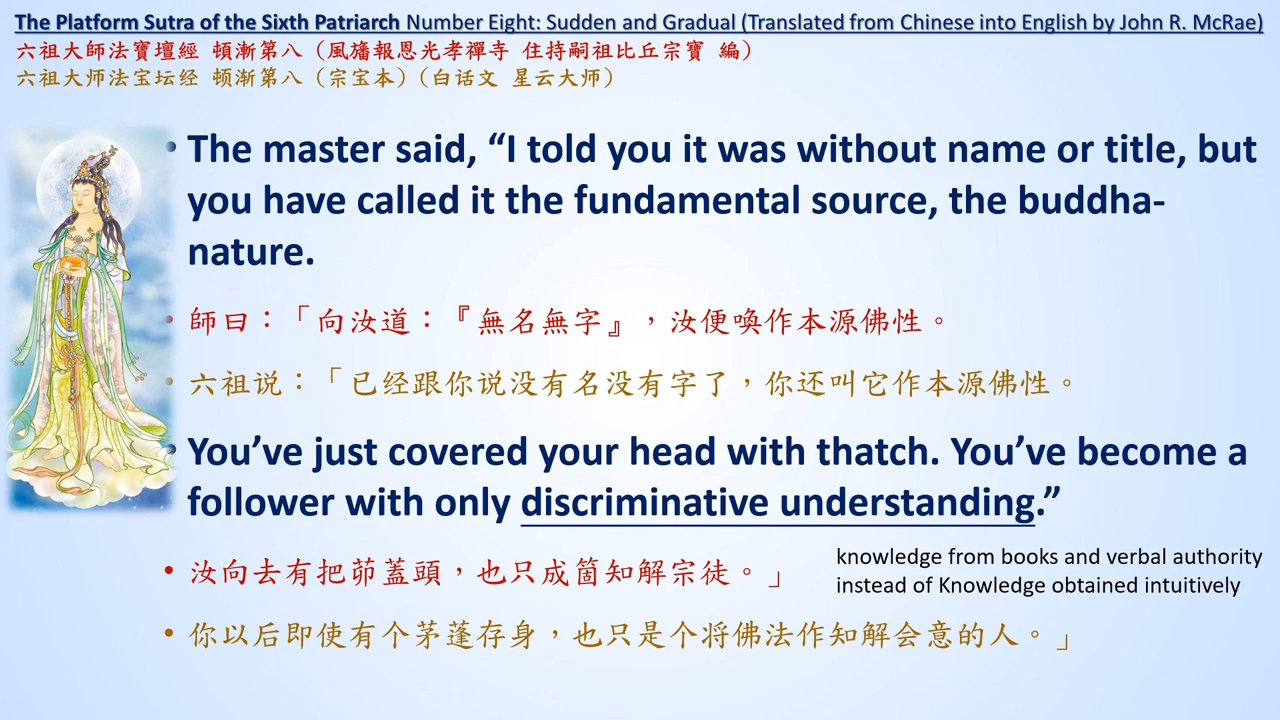 The Platform Sutra of the Sixth Patriarch Number Eight: Sudden and Gradual (Translated from Chinese into English by John R. McRae)
六祖大師法寶壇經 頓漸第八（風旛報恩光孝禪寺 住持嗣祖比丘宗寶 編）
六祖大师法宝坛经 顿渐第八（宗宝本）（白话文 星云大师）
• The master said, “I told you it was without name or title, but
you have called it the fundamental source, the buddha-
nature.
• 師曰：「向汝道：『無名無字』，汝便喚作本源佛性。
• 六祖说：「已经跟你说没有名没有字了，你还叫它作本源佛性。
• You’ve just covered your head with thatch. You’ve become a
follower with only discriminative understanding.”
• 汝向去有把茆蓋頭，也只成箇知解宗徒。」
knowledge from books and verbal authority
instead of Knowledge obtained intuitively
• 你以后即使有个茅蓬存身，也只是个将佛法作知解会意的人。」